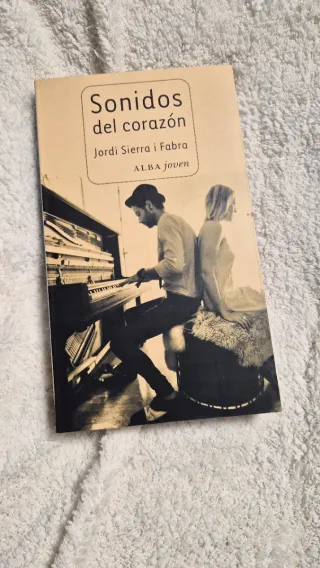 Sonidos
del corazón
Jordi Sierra i Fabra
ALBA joven